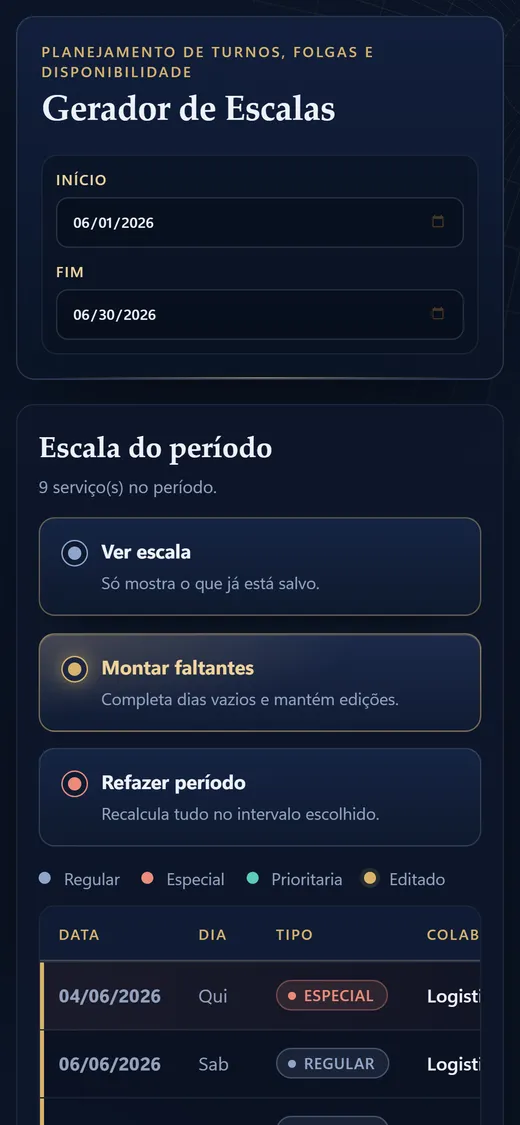 PLANEJAMENTO DE TURNOS, FOLGAS E
DISPONIBILIDADE
Gerador de Escalas
INÍCIO
06/01/2026
FIM
06/30/2026
Escala do período
9 serviço(s) no período.
Ver escala
Só mostra o que já está salvo.
Montar faltantes
Completa dias vazios e mantém edições.
Refazer período
Recalcula tudo no intervalo escolhido.
Regular Especial Prioritaria Editado
DATA DIA TIPO COLAB
04/06/2026 Qui ESPECIAL Logisti
06/06/2026 Sab REGULAR Logisti